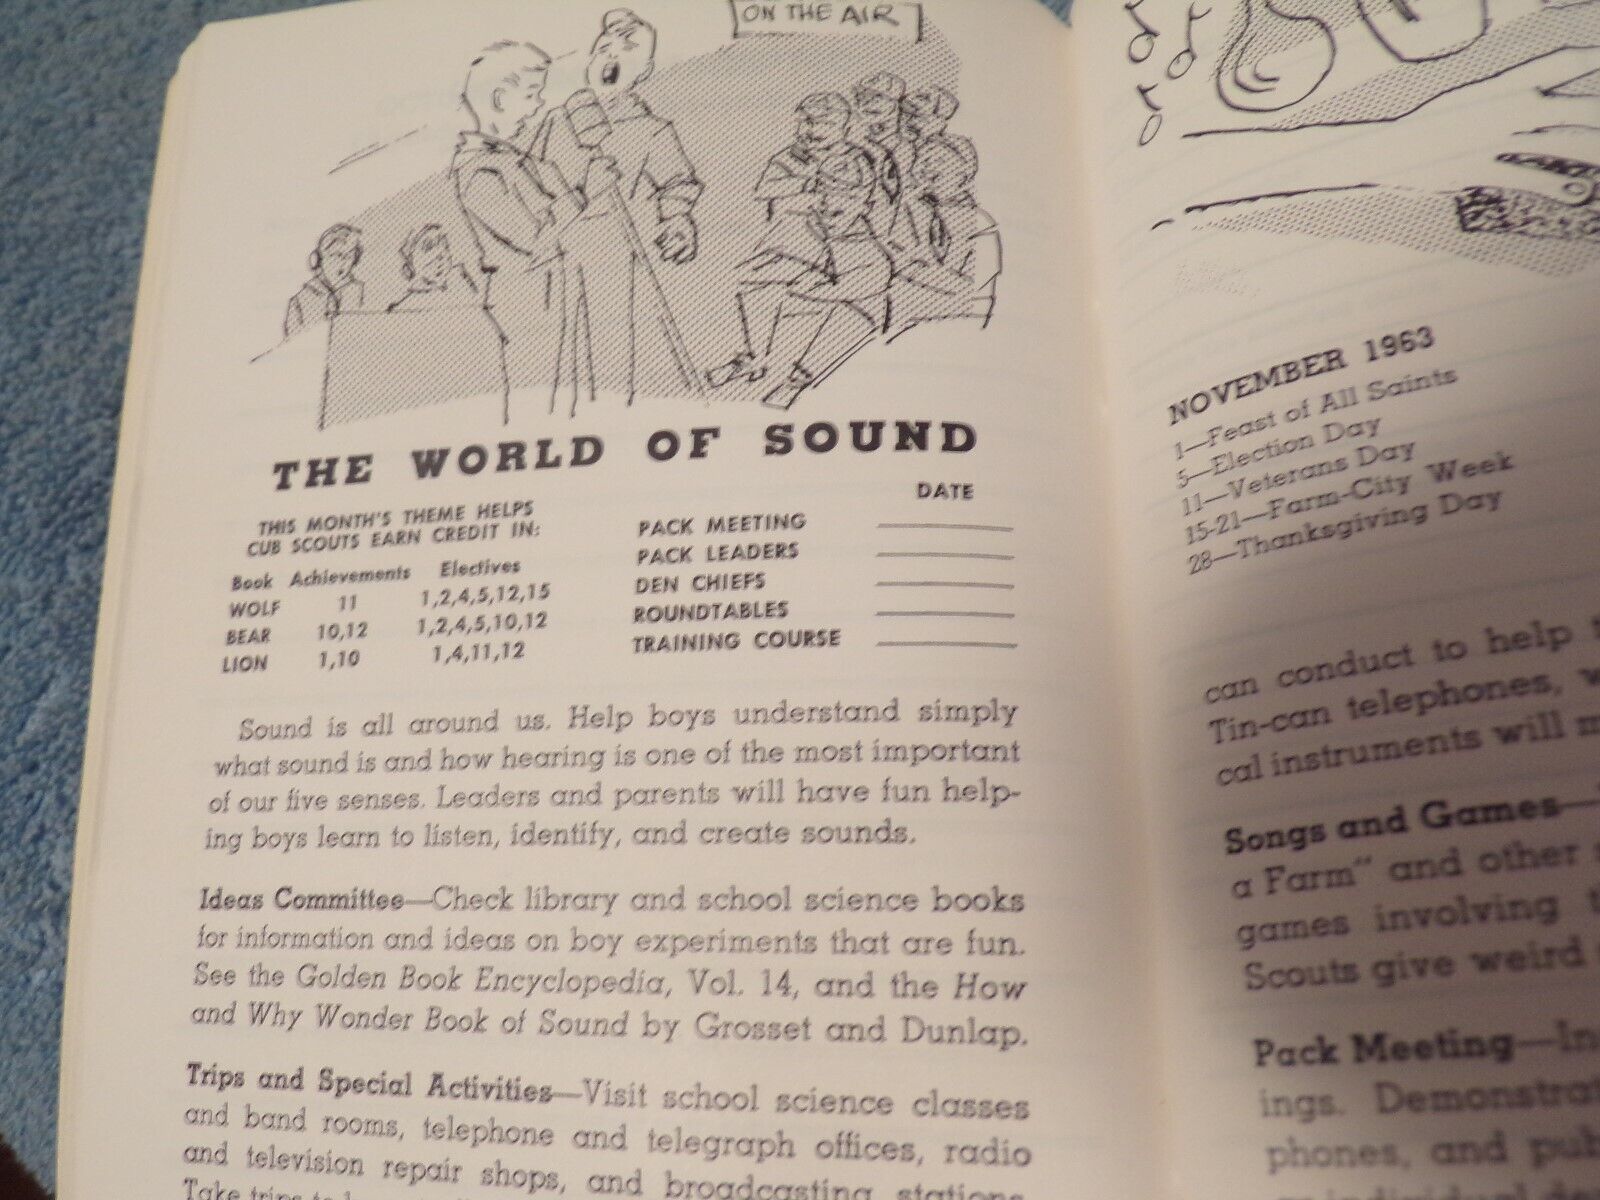 ON THE AIR
THE WORLD OF SOUND
THIS MONTH'S THEME HELPS
CUB SCOUTS EARN CREDIT IN:
Book Achievements Electives
WOLF 11 1,2,4,5,12,15
BEAR 10,12 1,2,4,5,10,12
LION 1,10 1,4,11,12
DATE
PACK MEETING
PACK LEADERS
DEN CHIEFS
ROUNDTABLES
TRAINING COURSE
Sound is all around us. Help boys understand simply
what sound is and how hearing is one of the most important
of our five senses. Leaders and parents will have fun help-
ing boys learn to listen, identify, and create sounds.
Ideas Committee—Check library and school science books
for information and ideas on boy experiments that are fun.
See the Golden Book Encyclopedia, Vol. 14, and the How
and Why Wonder Book of Sound by Grosset and Dunlap.
Trips and Special Activities—Visit school science classes
and band rooms, telephone and telegraph offices, radio
and television repair shops, and broadcasting stations.
Take trips to
NOVEMBER 1963
1—Feast of All Saints
5—Election Day
11—Veterans Day
15-21—Farm-City Week
28—Thanksgiving Day
can conduct to help
Tin-can telephones,
cal instruments will
Songs and Games—
a Farm" and other
games involving
Scouts give weird
Pack Meeting—In
ings. Demonstrat
phones, and pub